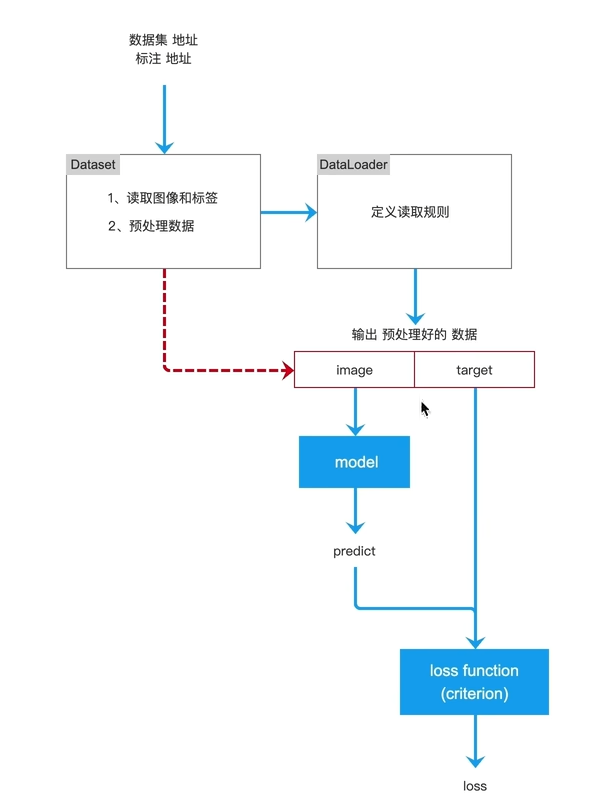 数据集 地址
标注 地址
Dataset
1、读取图像和标签
2、预处理数据
DataLoader
定义读取规则
输出 预处理好的 数据
image
target
model
predict
loss function
(criterion)
loss